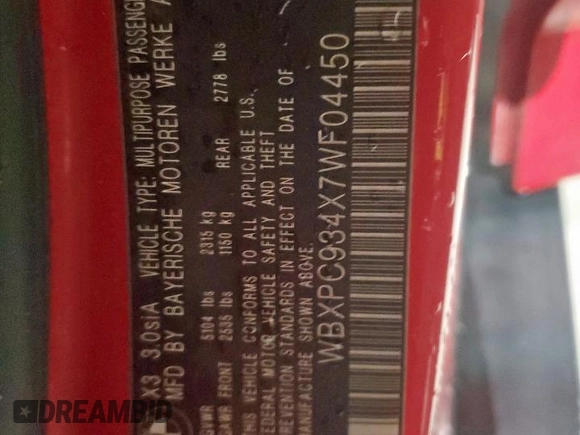 X3 3.0siA VEHICLE TYPE: MULTIPURPOSE PASSENG
MFD BY BAYERISCHE MOTOREN WERKE A
GVWR 5104 lbs 2315 kg
GAWR FRONT 2535 lbs 1150 kg REAR 2778 lbs
THIS VEHICLE CONFORMS TO ALL APPLICABLE U.S.
FEDERAL MOTOR VEHICLE SAFETY AND THEFT
PREVENTION STANDARDS IN EFFECT ON THE DATE OF
MANUFACTURE SHOWN ABOVE.
WBXPC934X7WF04450
DREAMBID